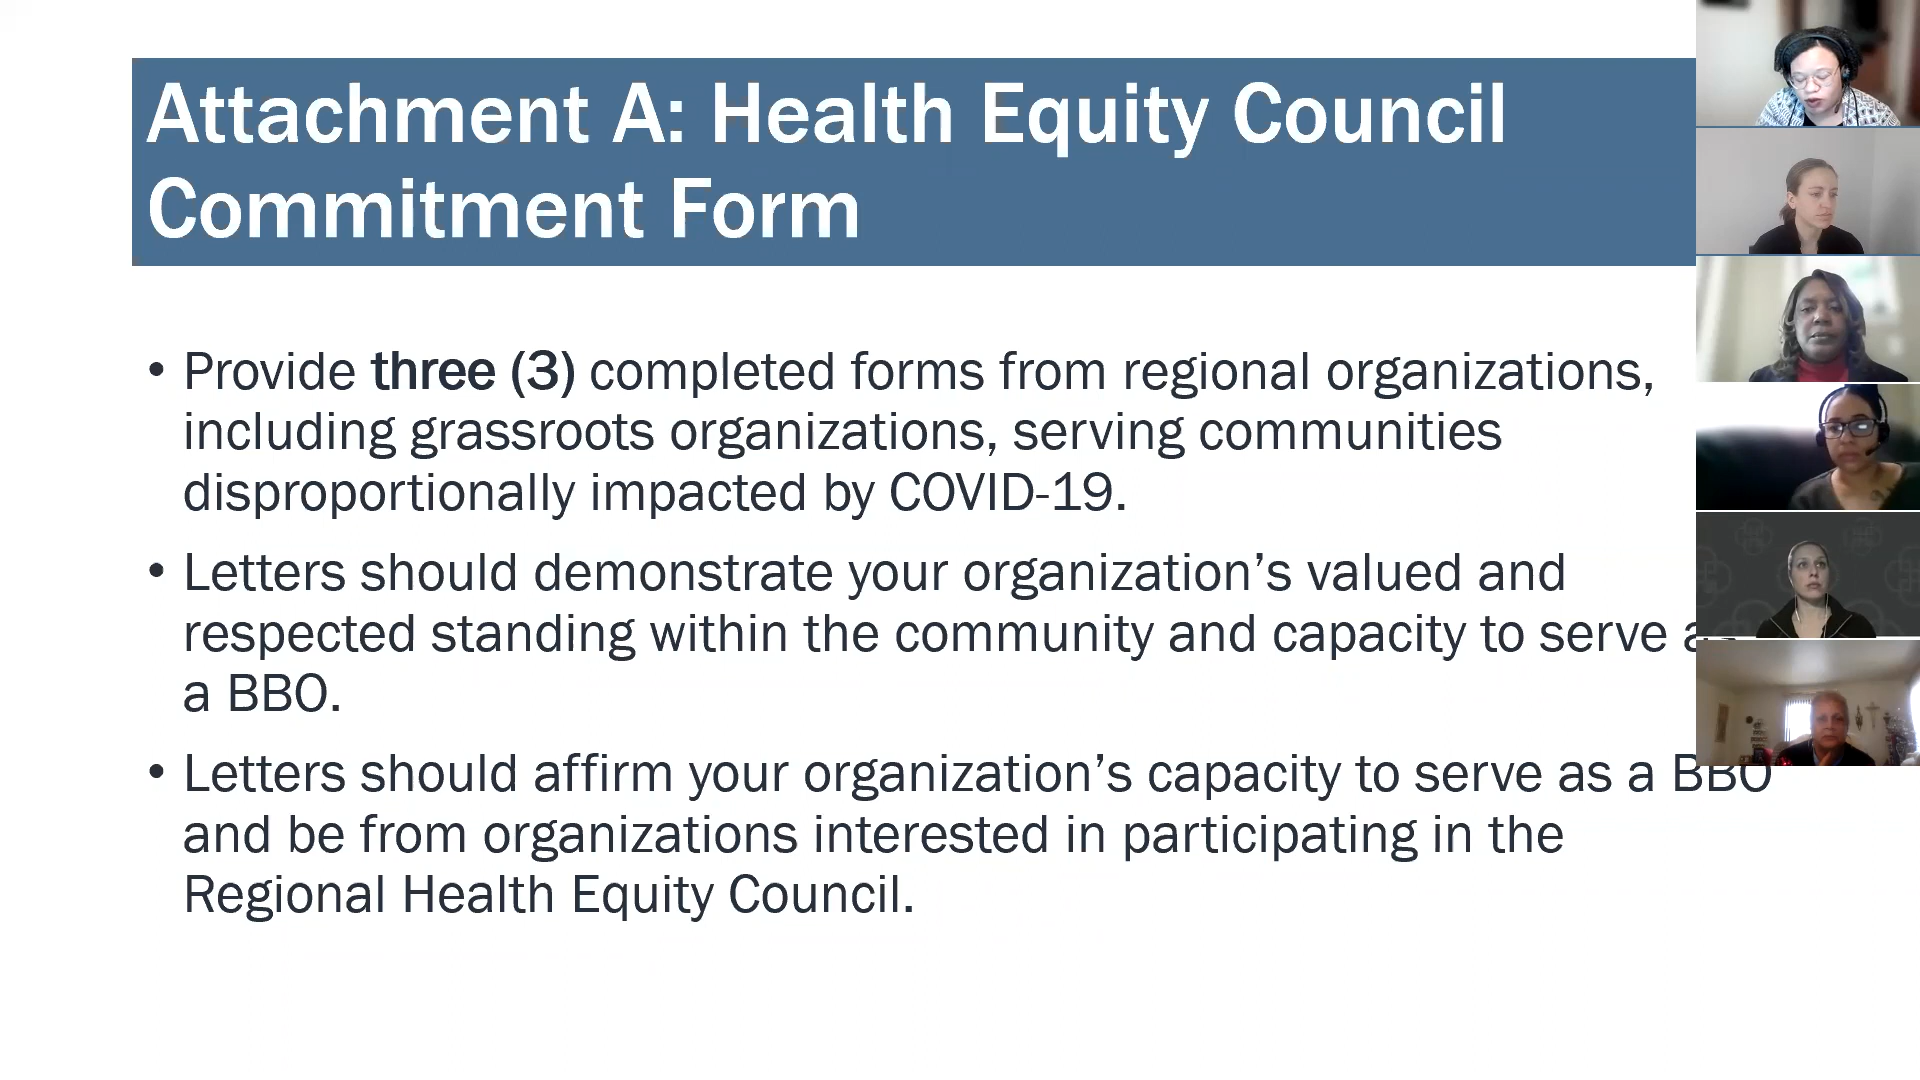 Attachment A: Health Equity Council
Commitment Form
• Provide three (3) completed forms from regional organizations,
including grassroots organizations, serving communities
disproportionally impacted by COVID-19.
• Letters should demonstrate your organization’s valued and
respected standing within the community and capacity to serve
a BBO.
• Letters should affirm your organization’s capacity to serve as a BBO
and be from organizations interested in participating in the
Regional Health Equity Council.